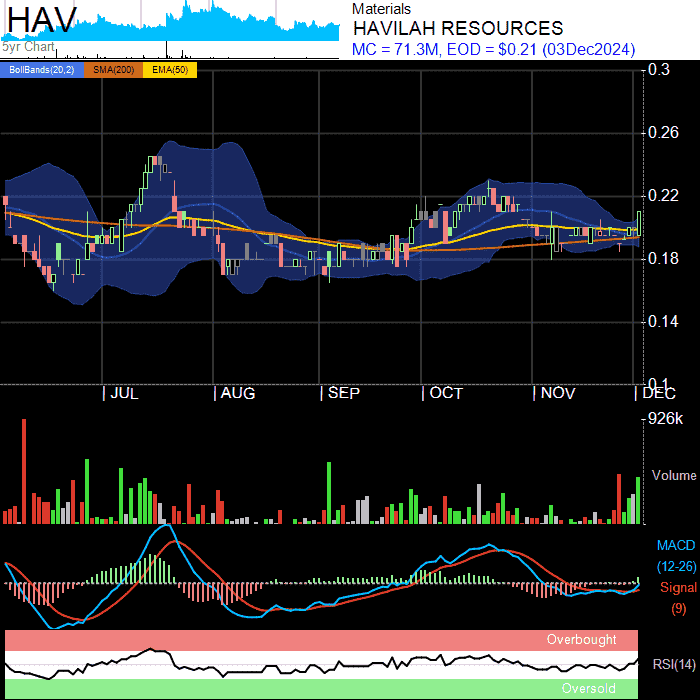 HAV
5yr Chart
Materials
HAVILAH RESOURCES
MC = 71.3M, EOD = $0.21 (03Dec2024)
BollBands(20,2) SMA(200) EMA(50)
0.3
0.26
0.22
0.18
0.14
0.1
JUL AUG SEP OCT NOV DEC
926k
Volume
MACD
(12-26)
Signal
(9)
Overbought
RSI(14)
Oversold